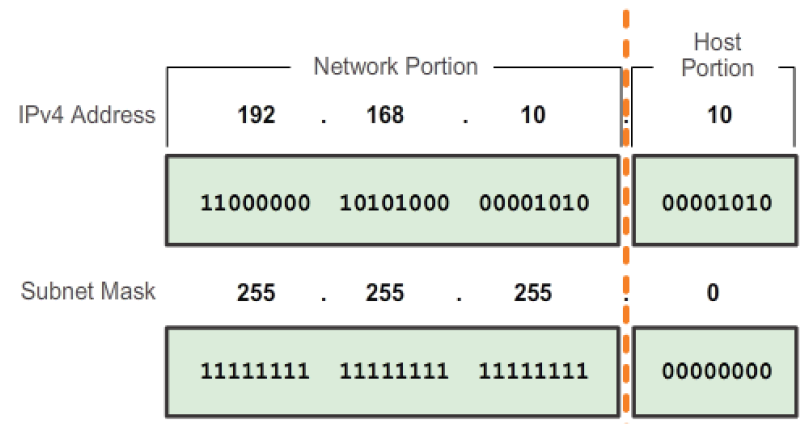 Host
Network Portion Portion
IPv4 Address 192 . 168 . 10 . 10
11000000 10101000 00001010 00001010
Subnet Mask 255 . 255 . 255 . 0
11111111 11111111 11111111 00000000